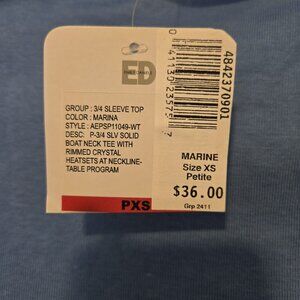 ED
GROUP : 3/4 SLEEVE TOP
COLOR : MARINA
STYLE : AEPSP11049-WT
DESC: P-3/4 SLV SOLID
BOAT NECK TEE WITH
RIMMED CRYSTAL
HEATSETS AT NECKLINE-
TABLE PROGRAM
PXS
4842370901
MARINE
Size XS
Petite
$36.00
Grp 2411